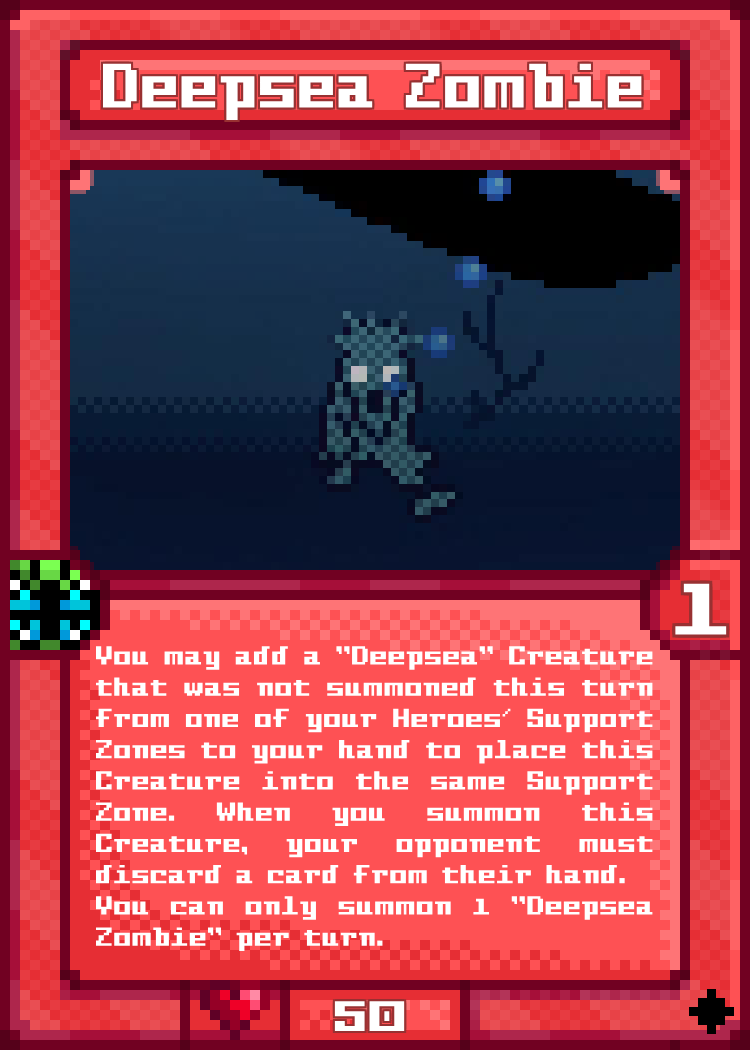 Deepsea Zombie
1
You may add a "Deepsea" Creature
that was not summoned this turn
from one of your Heroes' Support
Zones to your hand to place this
Creature into the same Support
Zone. When you summon this
Creature, your opponent must
discard a card from their hand.
You can only summon 1 "Deepsea
Zombie" per turn.
50